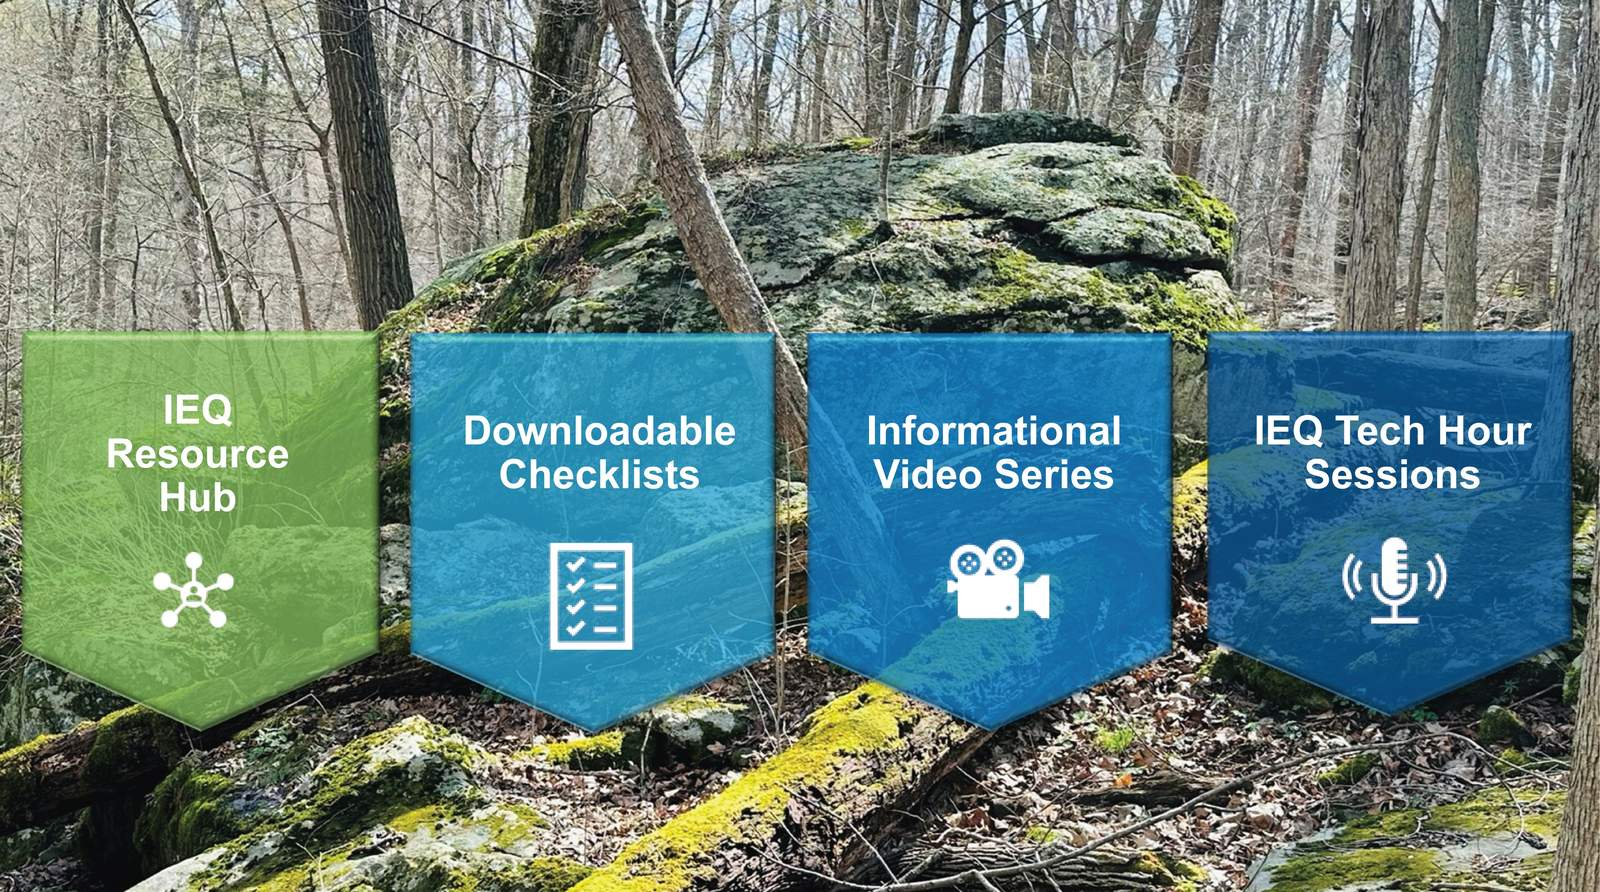 IEQ
Resource
Hub
Downloadable
Checklists
Informational
Video Series
IEQ Tech Hour
Sessions